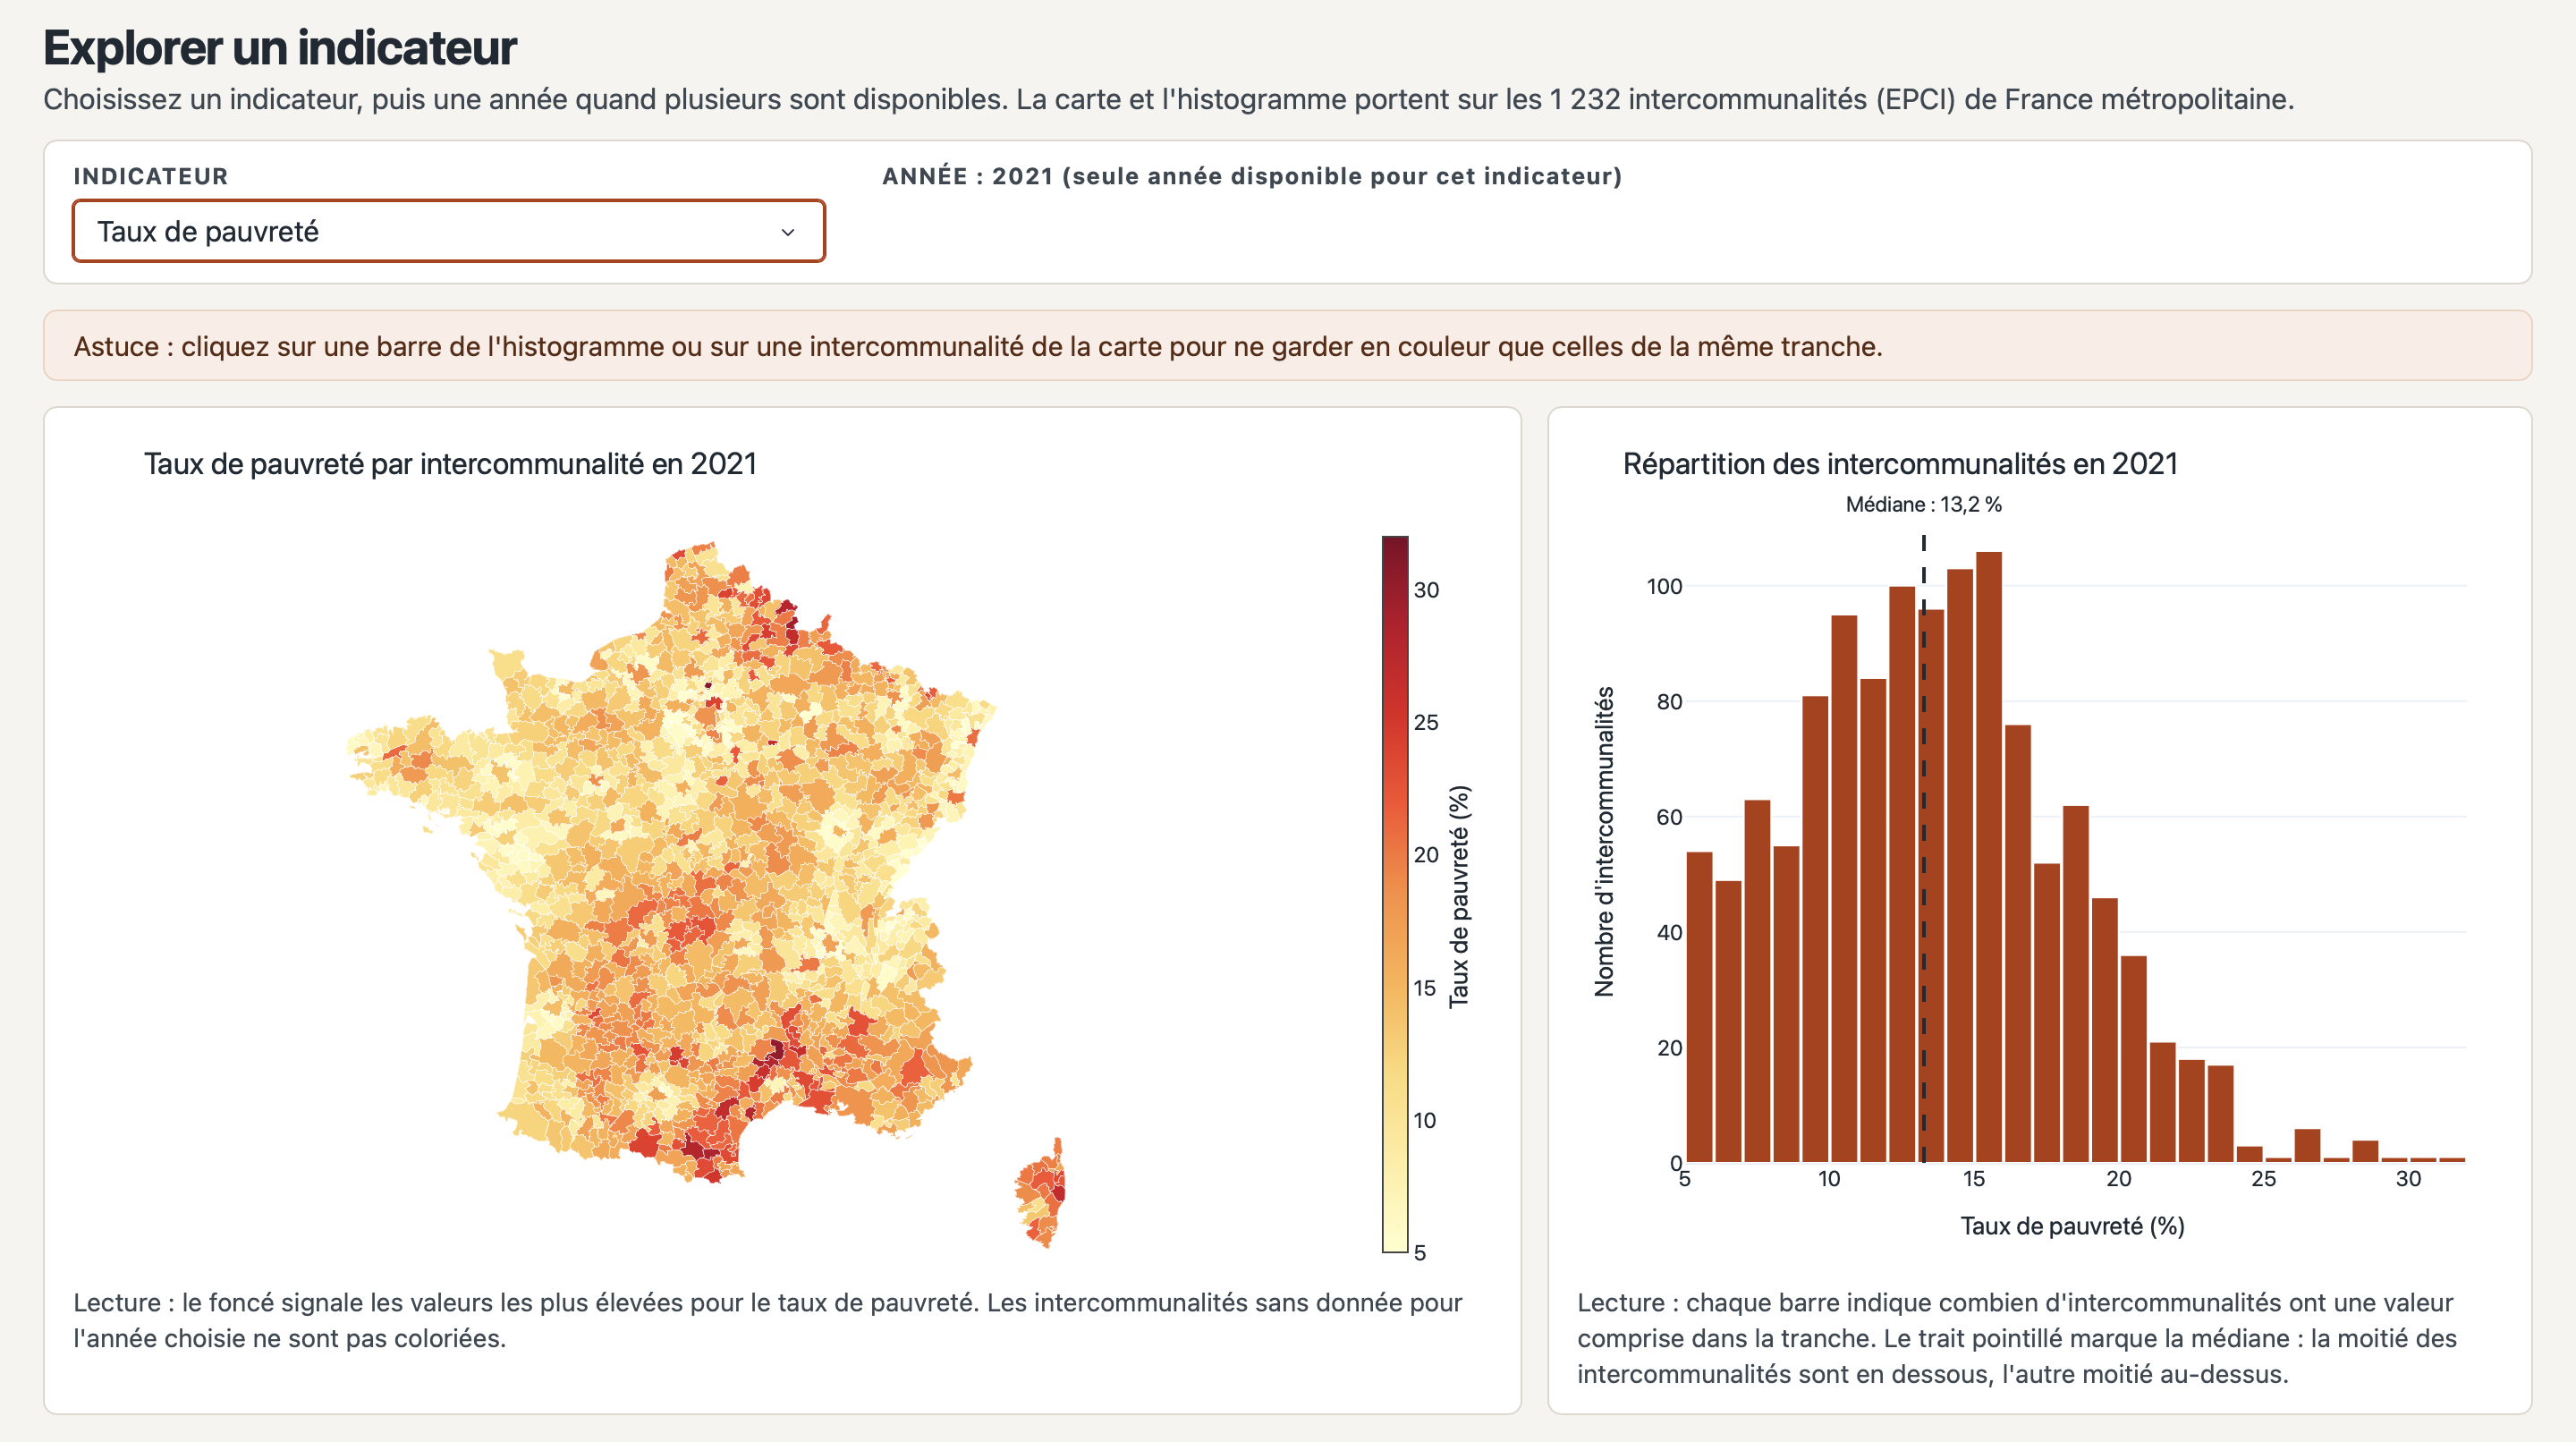 Explorer un indicateur
Choisissez un indicateur, puis une année quand plusieurs sont disponibles. La carte et l'histogramme portent sur les 1 232 intercommunalités (EPCI) de France métropolitaine.
INDICATEUR
Taux de pauvreté
ANNÉE : 2021 (seule année disponible pour cet indicateur)
Astuce : cliquez sur une barre de l'histogramme ou sur une intercommunalité de la carte pour ne garder en couleur que celles de la même tranche.
Taux de pauvreté par intercommunalité en 2021
30
25
20
15
10
5
Taux de pauvreté (%)
Lecture : le foncé signale les valeurs les plus élevées pour le taux de pauvreté. Les intercommunalités sans donnée pour
l'année choisie ne sont pas coloriées.
Répartition des intercommunalités en 2021
Médiane : 13,2 %
Nombre d'intercommunalités
100
80
60
40
20
0
5
10
15
20
25
30
Taux de pauvreté (%)
Lecture : chaque barre indique combien d'intercommunalités ont une valeur
comprise dans la tranche. Le trait pointillé marque la médiane : la moitié des
intercommunalités sont en dessous, l'autre moitié au-dessus.